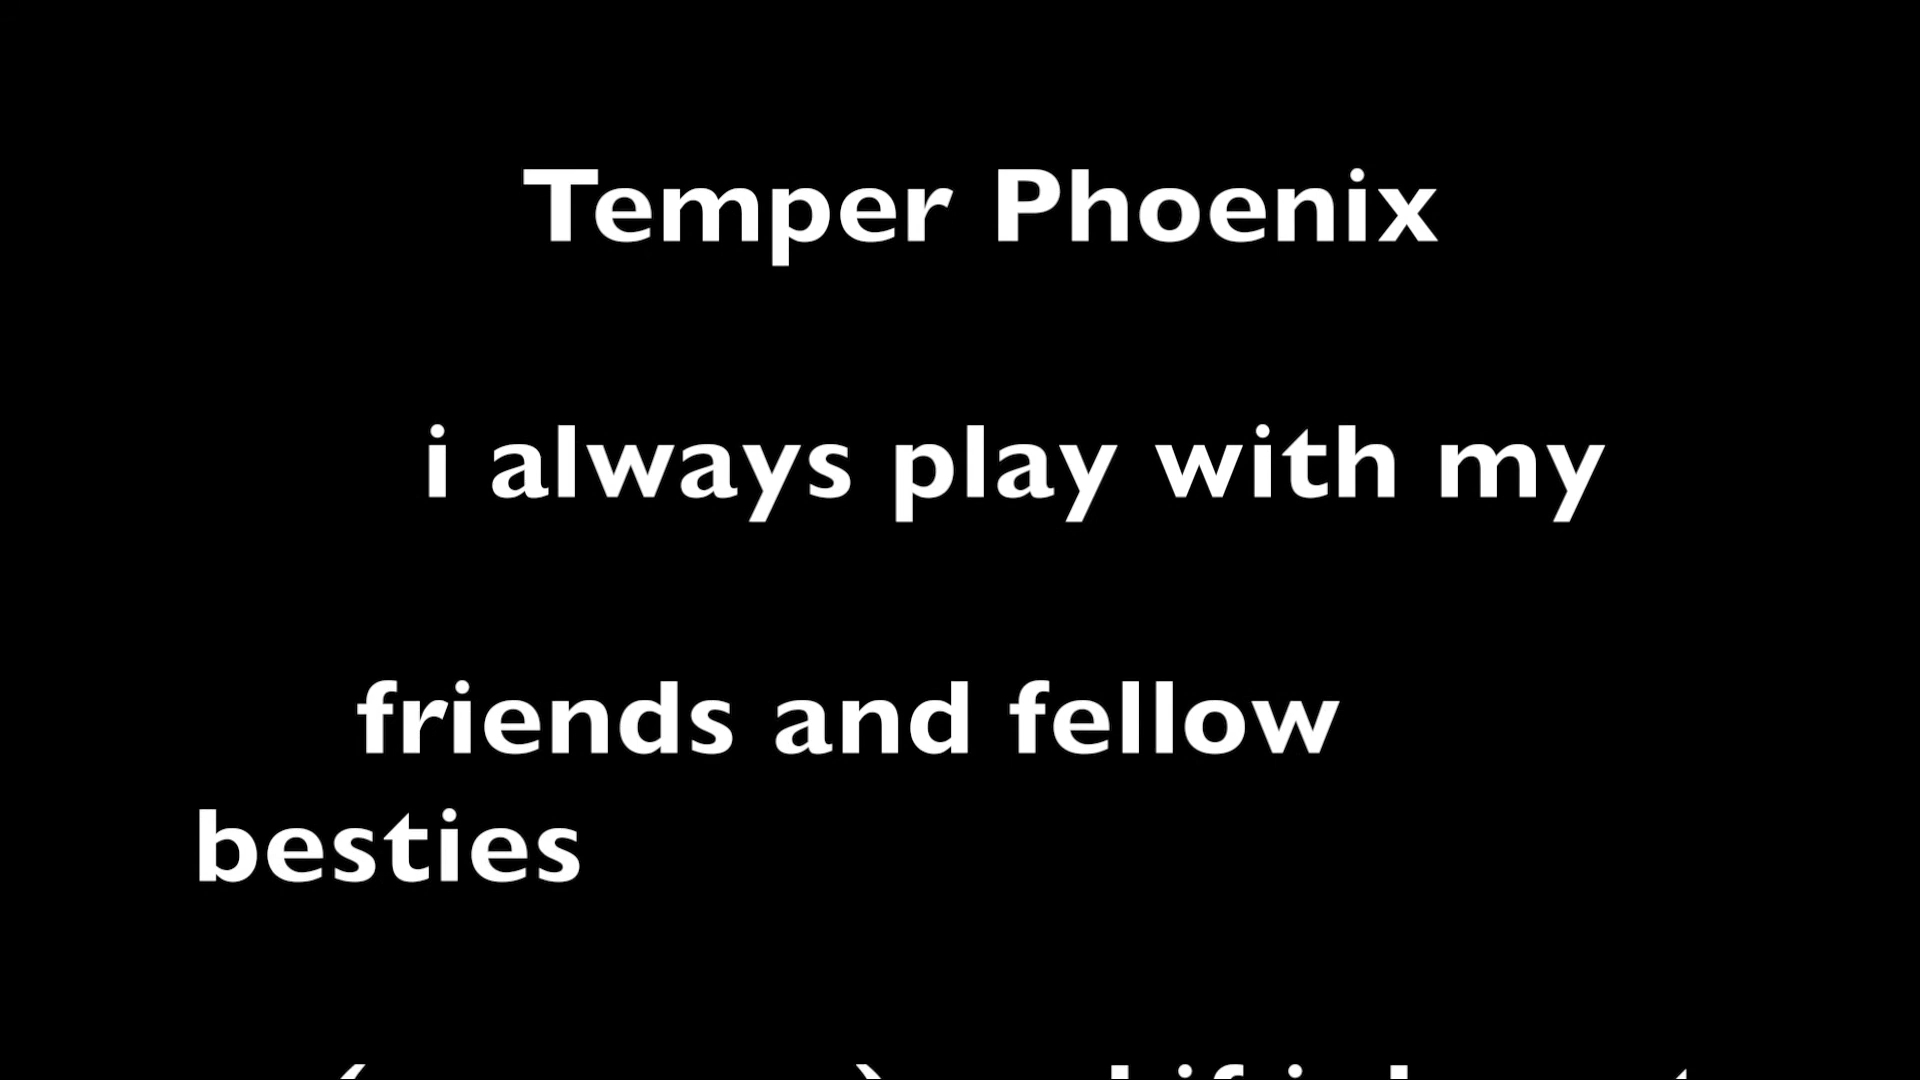 Temper Phoenix
i always play with my
friends and fellow
besties